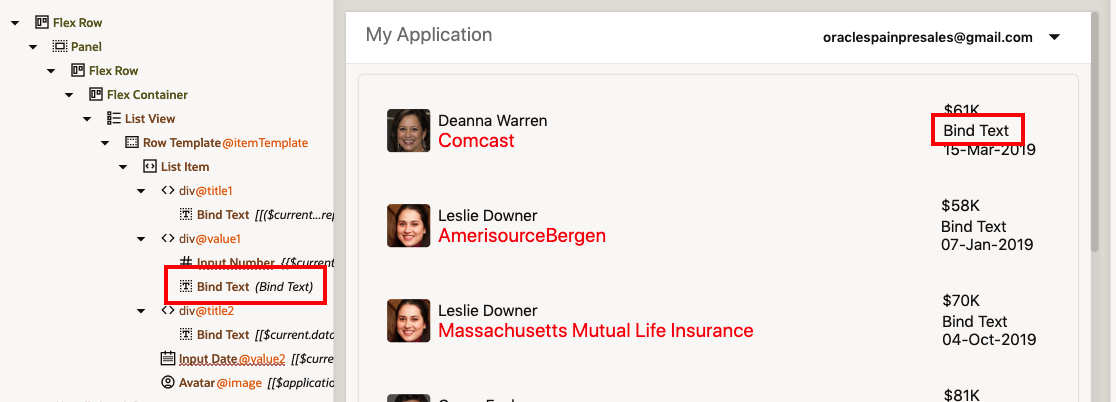 Flex Row
Panel
Flex Row
Flex Container
List View
Row Template @itemTemplate
List Item
<> div@title1
Bind Text [[($current...re
<> div@value1
# Input Number {{$current
Bind Text (Bind Text)
<> div@title2
Bind Text [[$current.data
Input Date @value2 [[$curre
Avatar @image [[$applicatio
My Application
oraclespainpresales@gmail.com
Deanna Warren
Comcast
$61K
Bind Text
15-Mar-2019
Leslie Downer
AmerisourceBergen
$58K
Bind Text
07-Jan-2019
Leslie Downer
Massachusetts Mutual Life Insurance
$70K
Bind Text
04-Oct-2019
$81K